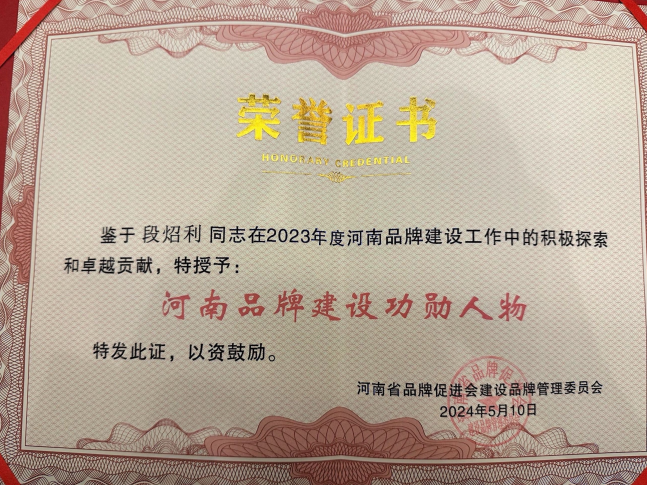 荣誉证书
HONORARY CREDENTIAL
鉴于 段炤利 同志在2023年度河南品牌建设工作中的积极探索
和卓越贡献，特授予：
河南品牌建设功勋人物
特发此证，以资鼓励。
河南省品牌促进会建设品牌管理委员会
2024年5月10日